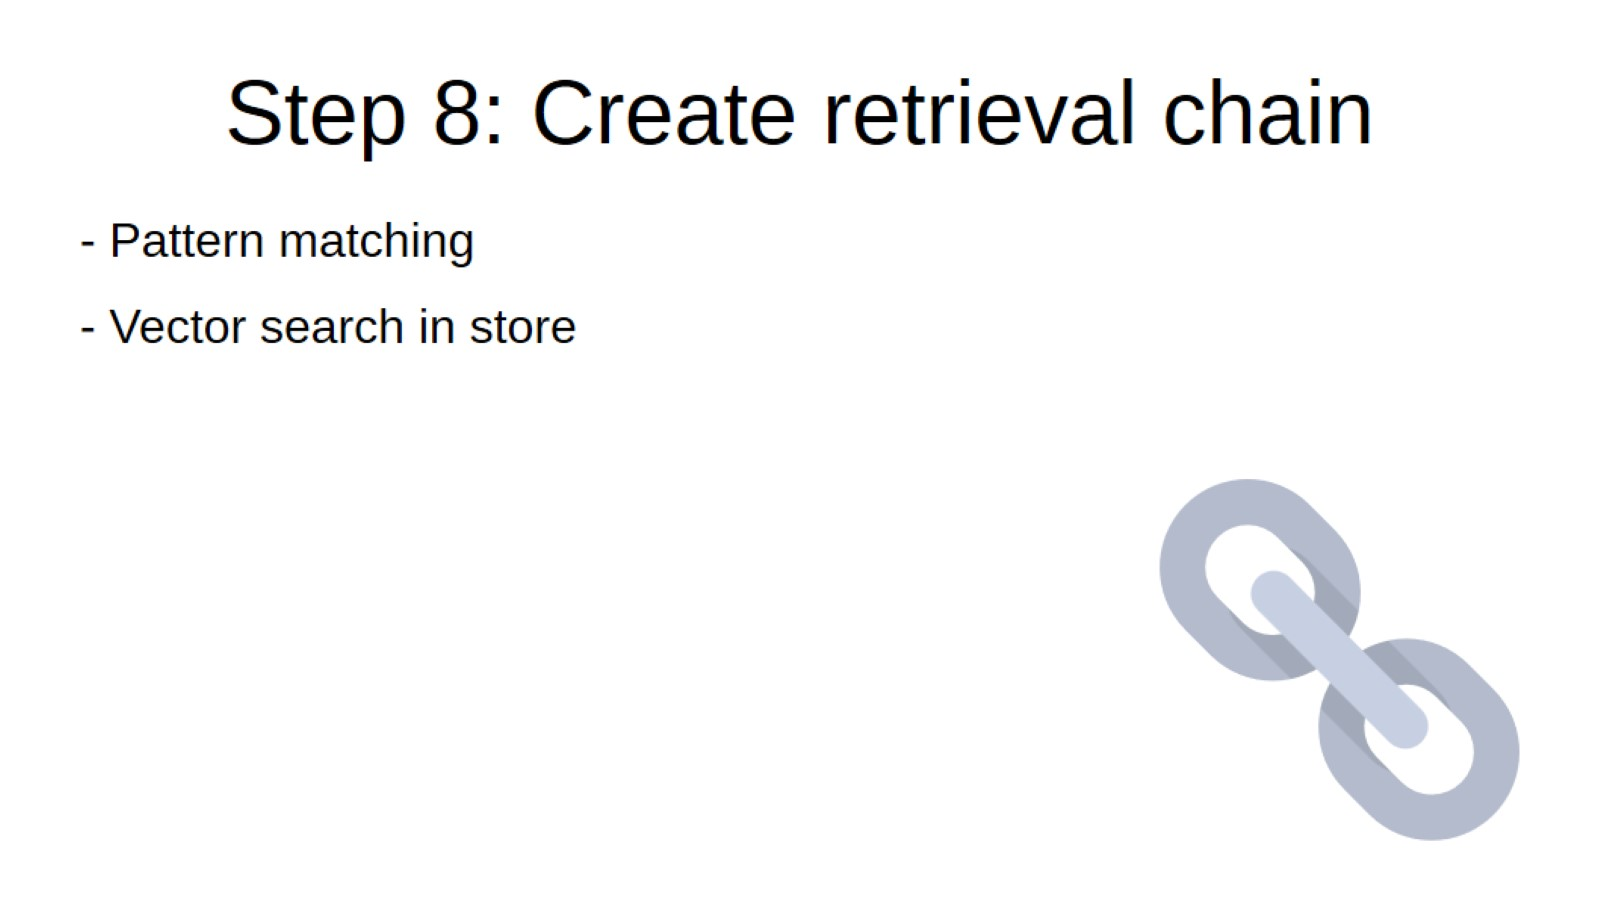 Step 8: Create retrieval chain
- Pattern matching
- Vector search in store